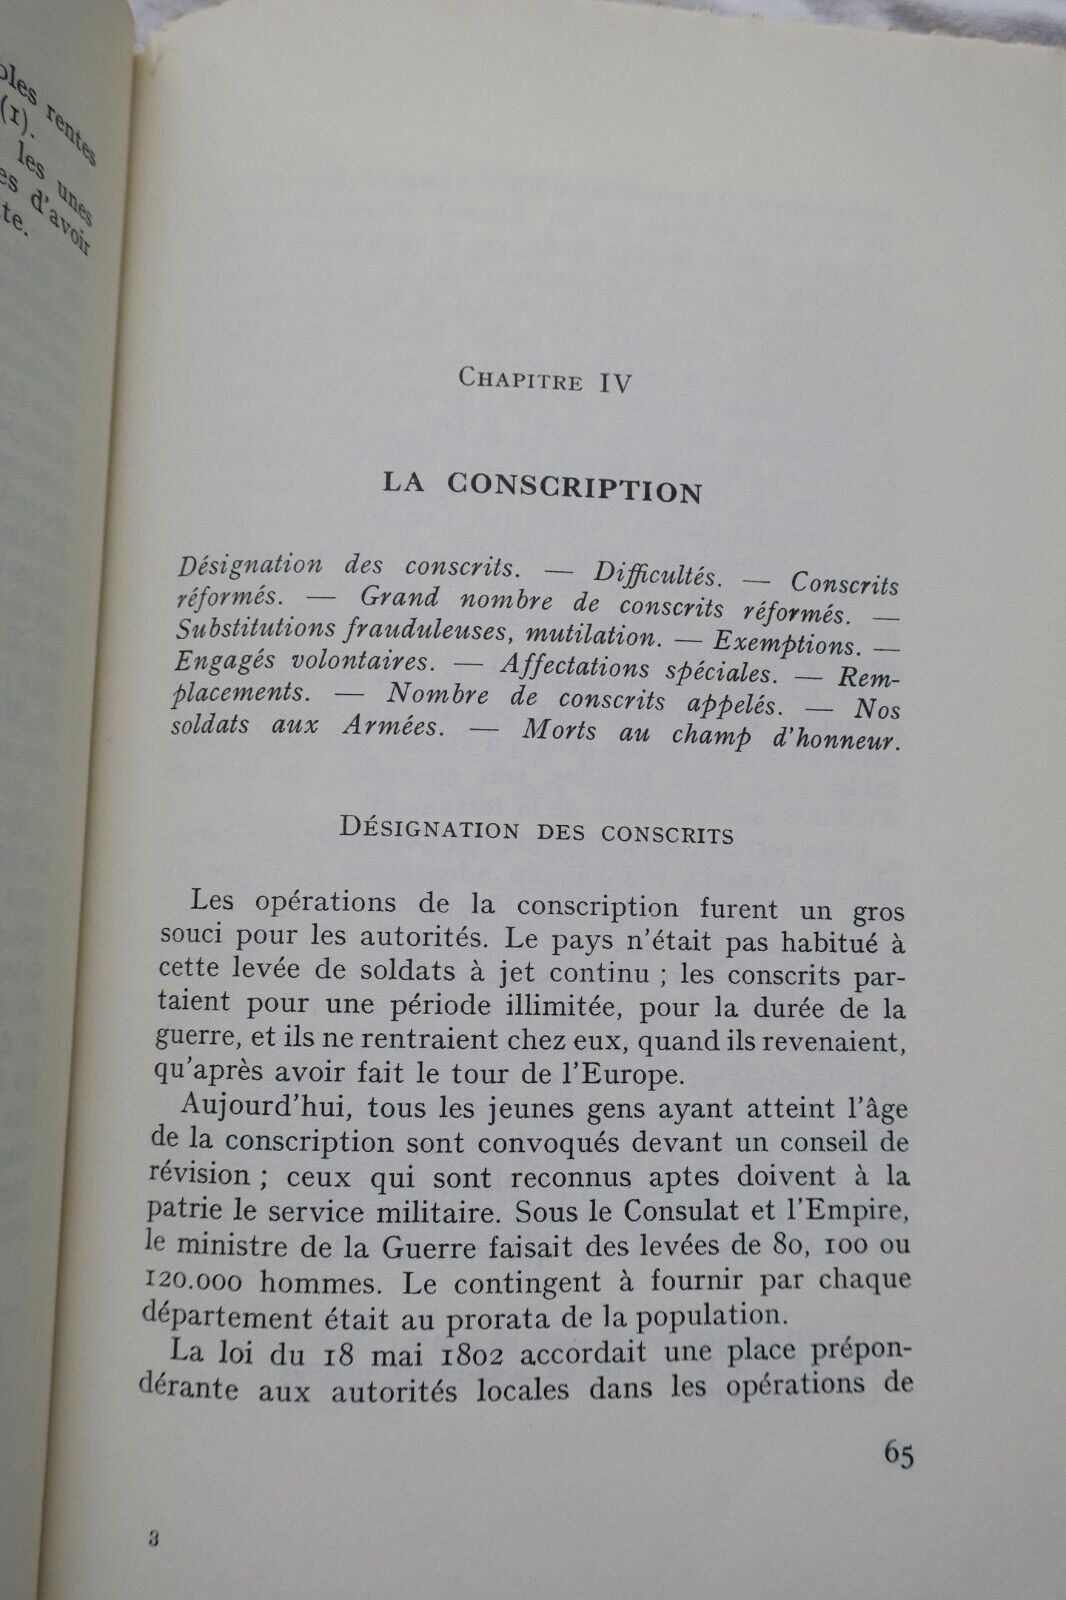 rentes
(1).
les unes
d'avoir
CHAPITRE IV
LA CONSCRIPTION
Désignation des conscrits. — Difficultés. — Conscrits
réformés. — Grand nombre de conscrits réformés. —
Substitutions frauduleuses, mutilation. — Exemptions. —
Engagés volontaires. — Affectations spéciales. — Rem-
placements. — Nombre de conscrits appelés. — Nos
soldats aux Armées. — Morts au champ d'honneur.
DÉSIGNATION DES CONSCRITS
Les opérations de la conscription furent un gros
souci pour les autorités. Le pays n'était pas habitué à
cette levée de soldats à jet continu ; les conscrits par-
taient pour une période illimitée, pour la durée de la
guerre, et ils ne rentraient chez eux, quand ils revenaient,
qu'après avoir fait le tour de l'Europe.
Aujourd'hui, tous les jeunes gens ayant atteint l'âge
de la conscription sont convoqués devant un conseil de
révision ; ceux qui sont reconnus aptes doivent à la
patrie le service militaire. Sous le Consulat et l'Empire,
le ministre de la Guerre faisait des levées de 80, 100 ou
120.000 hommes. Le contingent à fournir par chaque
département était au prorata de la population.
La loi du 18 mai 1802 accordait une place prépon-
dérante aux autorités locales dans les opérations de
65
3